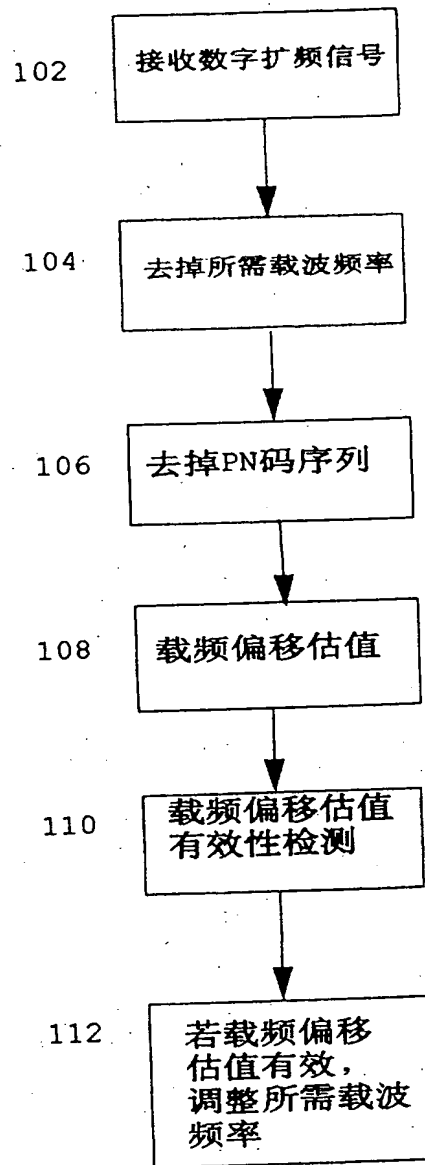 102
接收数字扩频信号
104
去掉所需载波频率
106
去掉PN码序列
108
载频偏移估值
110
载频偏移估值
有效性检测
112
若载频偏移
估值有效，
调整所需载波
频率